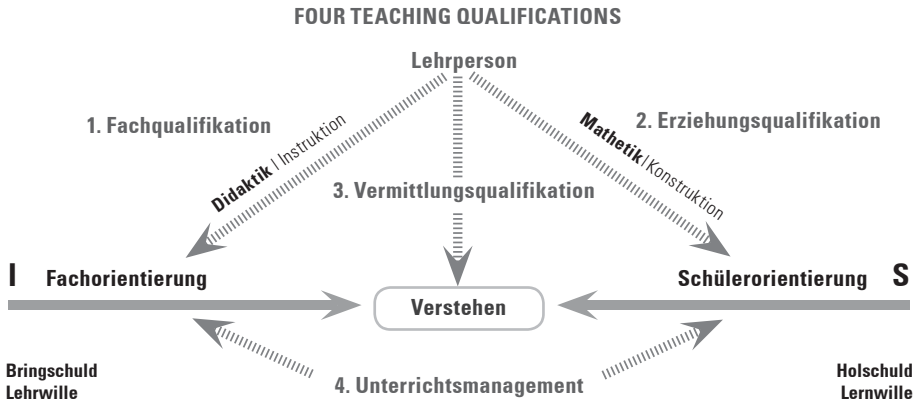 FOUR TEACHING QUALIFICATIONS
Lehrperson
1. Fachqualifikation
2. Erziehungsqualifikation
Didaktik | Instruktion
Mathetik | Konstruktion
3. Vermittlungsqualifikation
I Fachorientierung
Schülerorientierung S
Verstehen
Bringschuld
Lehrwille
4. Unterrichtsmanagement
Holschuld
Lernwille